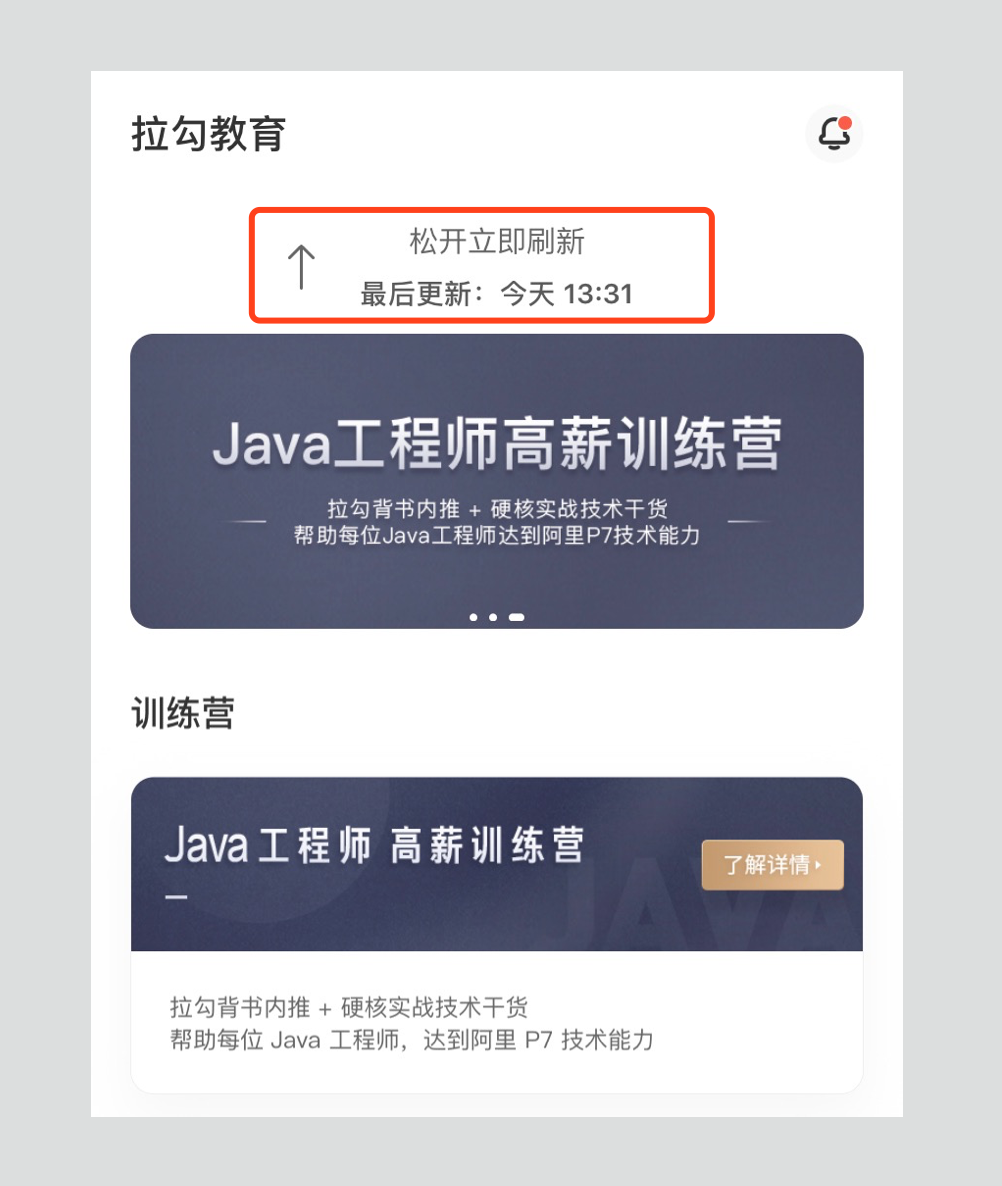 拉勾教育
松开立即刷新
最后更新：今天 13:31
Java工程师高薪训练营
拉勾背书内推 + 硬核实战技术干货
帮助每位Java工程师达到阿里P7技术能力
训练营
Java 工程师 高薪训练营
了解详情
JAVA
拉勾背书内推 + 硬核实战技术干货
帮助每位 Java 工程师，达到阿里 P7 技术能力